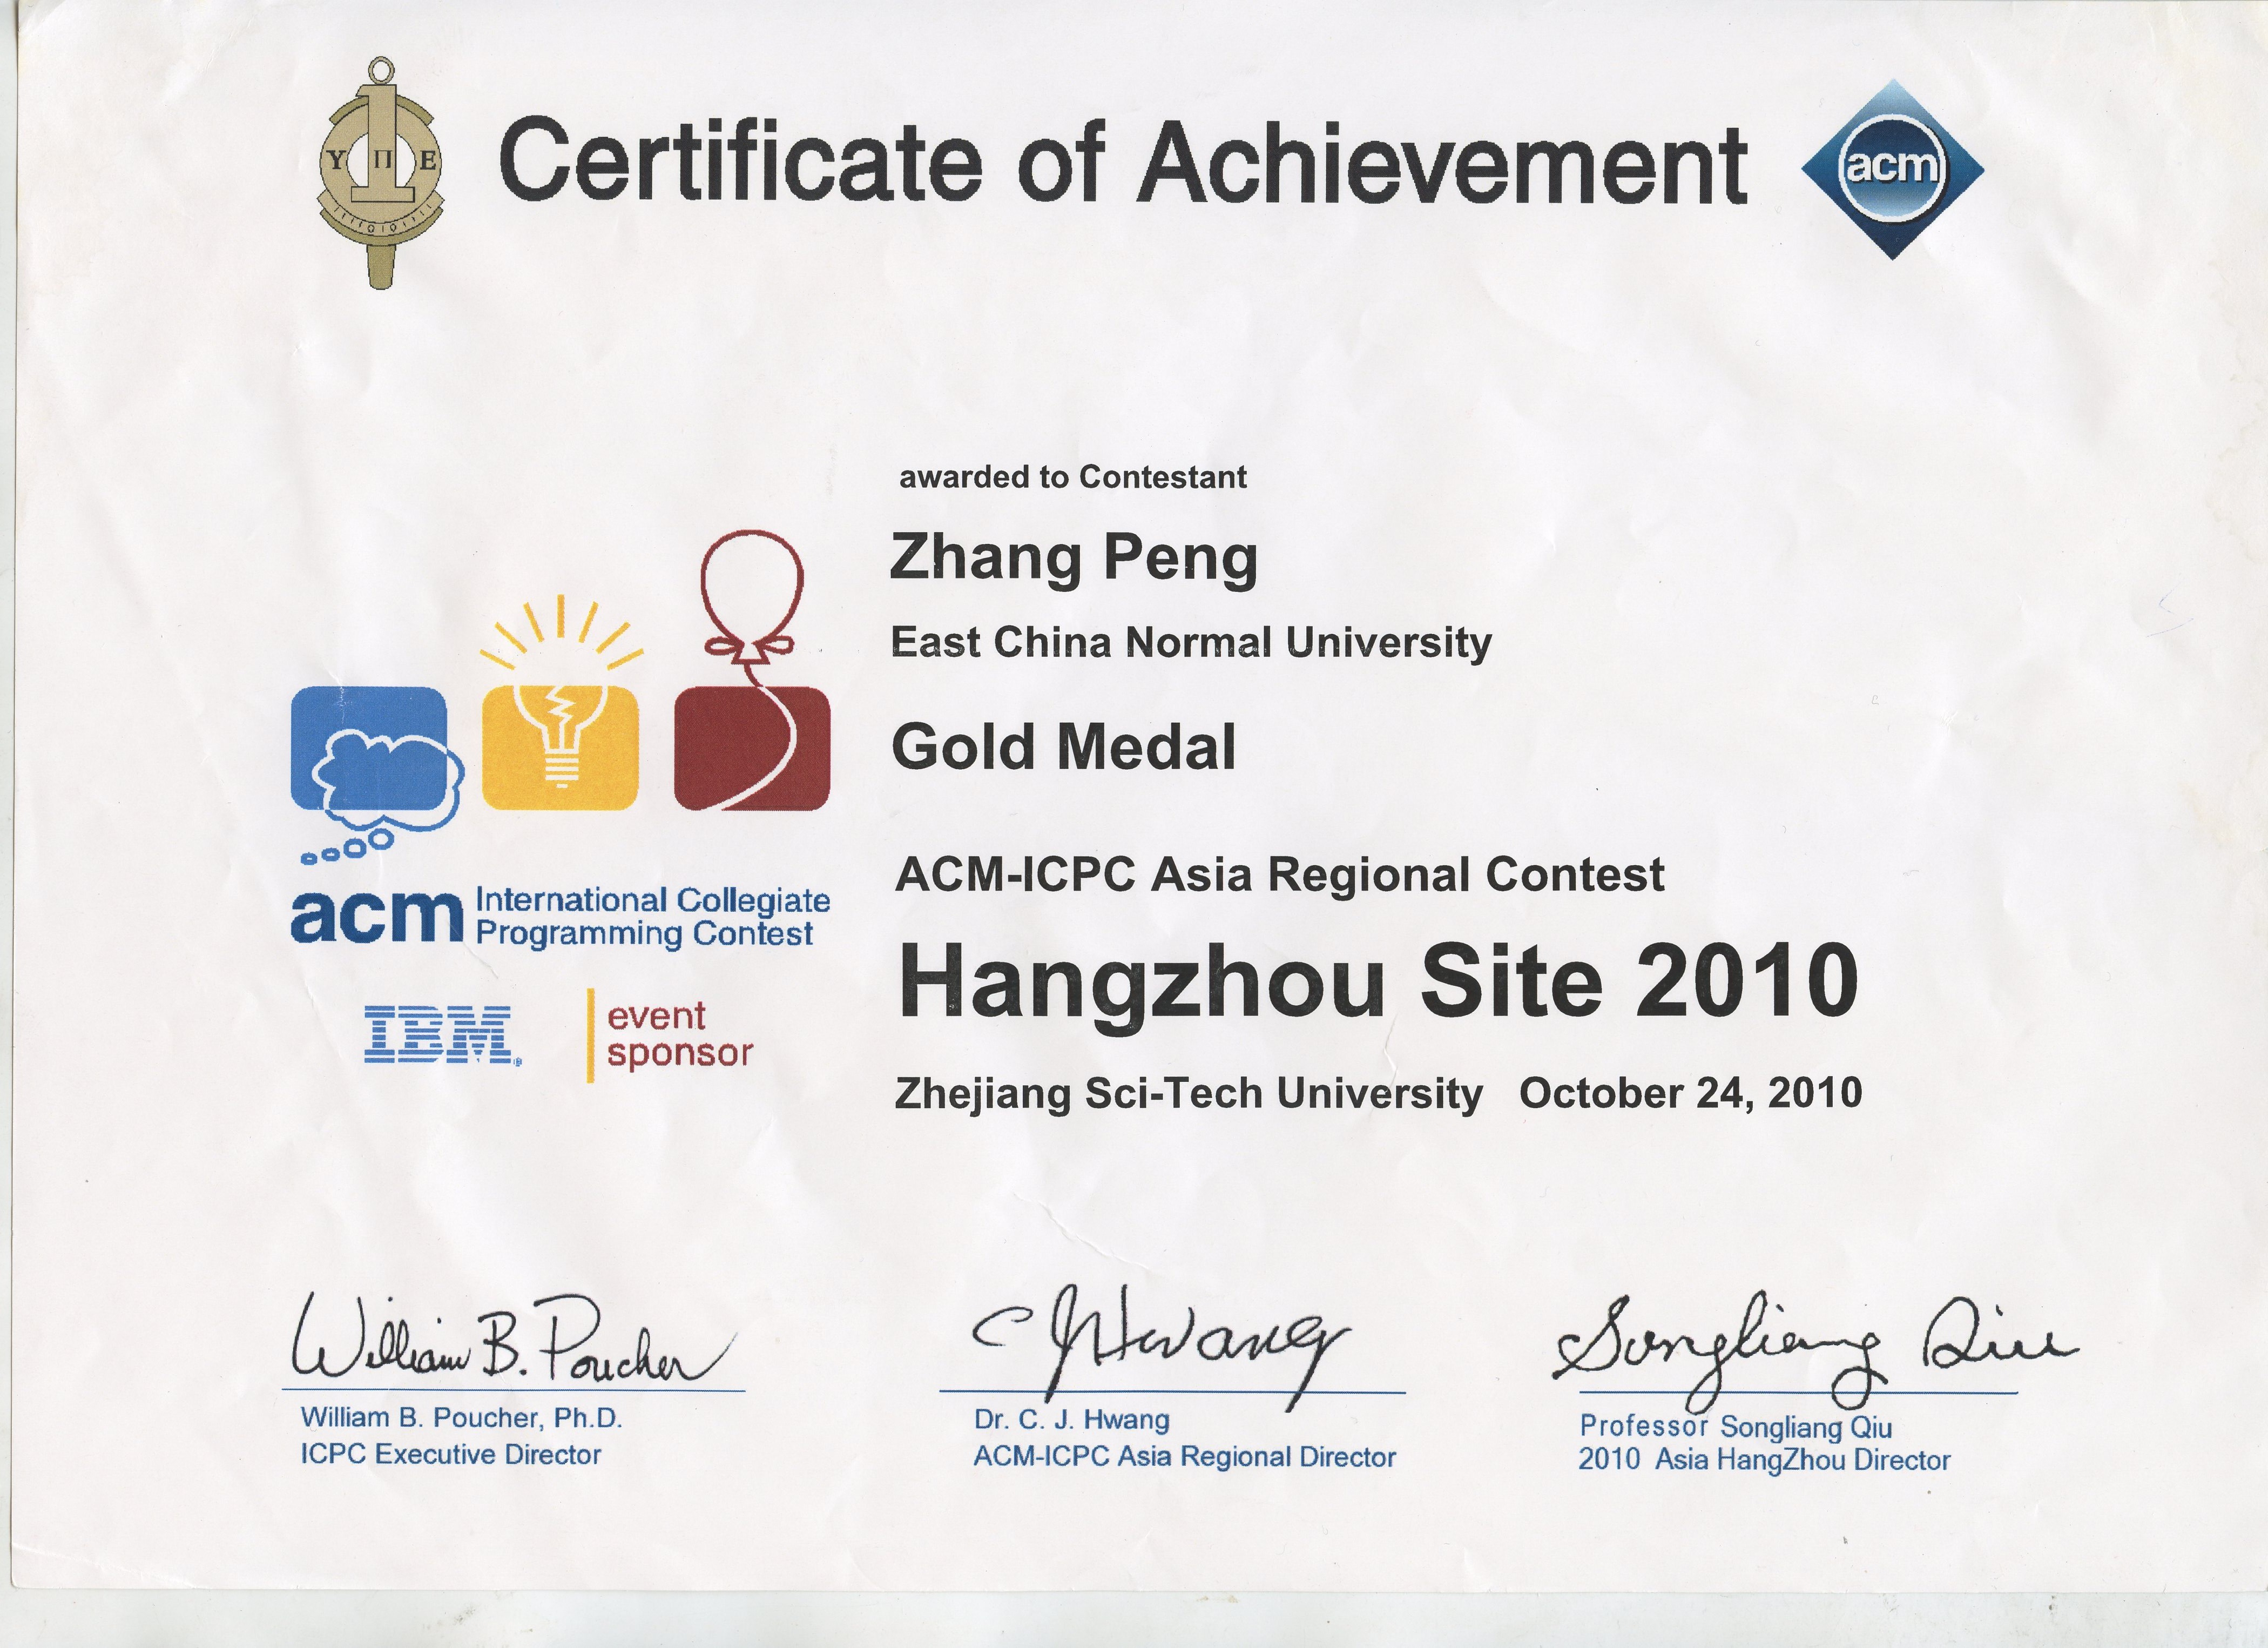 Υ Π Ε
1
Certificate of Achievement
acm
awarded to Contestant
Zhang Peng
East China Normal University
Gold Medal
ACM-ICPC Asia Regional Contest
Hangzhou Site 2010
Zhejiang Sci-Tech University October 24, 2010
acm International Collegiate
Programming Contest
IBM®
event
sponsor
William B. Poucher
C J Hwang
Songliang Qiu
William B. Poucher, Ph.D.
ICPC Executive Director
Dr. C. J. Hwang
ACM-ICPC Asia Regional Director
Professor Songliang Qiu
2010 Asia HangZhou Director